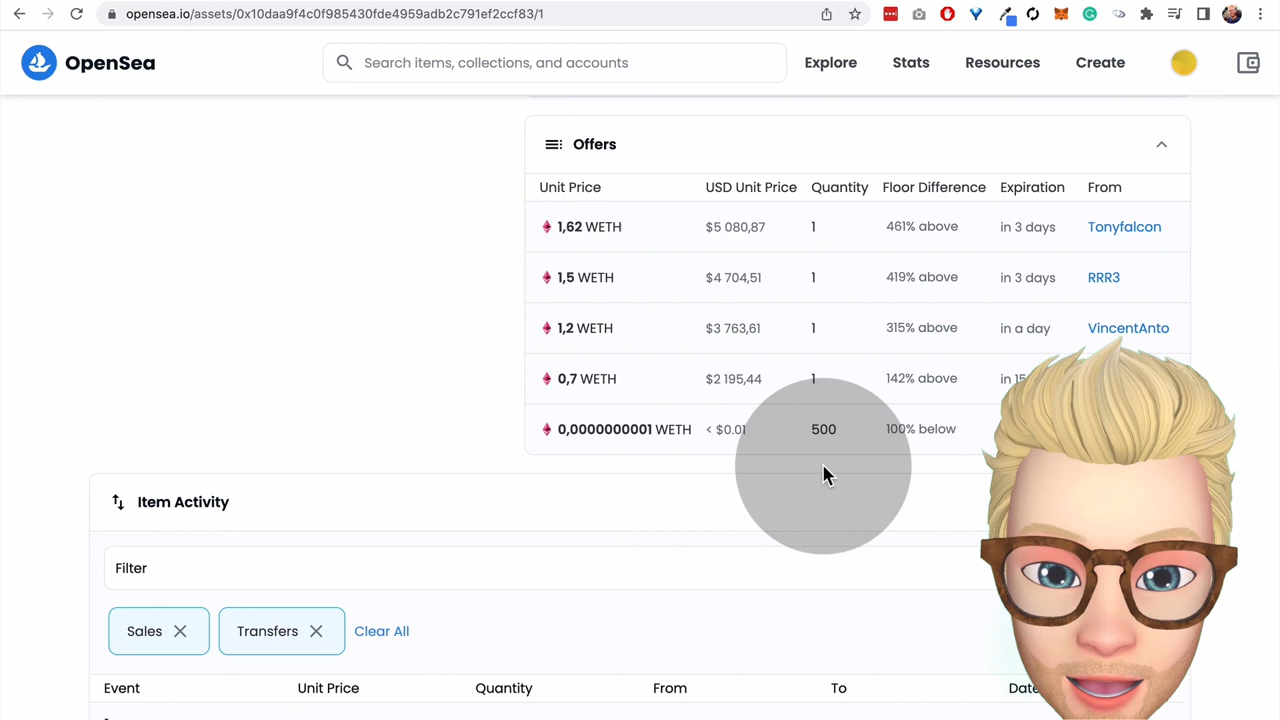 opensea.io/assets/0x10daa9f4c0f985430fde4959adb2c791ef2ccf83/1
OpenSea
Search items, collections, and accounts
Explore
Stats
Resources
Create
Offers
Unit Price USD Unit Price Quantity Floor Difference Expiration From
1,62 WETH $5 080,87 1 461% above in 3 days Tonyfalcon
1,5 WETH $4 704,51 1 419% above in 3 days RRR3
1,2 WETH $3 763,61 1 315% above in a day VincentAnto
0,7 WETH $2 195,44 1 142% above in 15
0,0000000001 WETH < $0.01 500 100% below
Item Activity
Filter
Sales
Transfers
Clear All
Event Unit Price Quantity From To Date